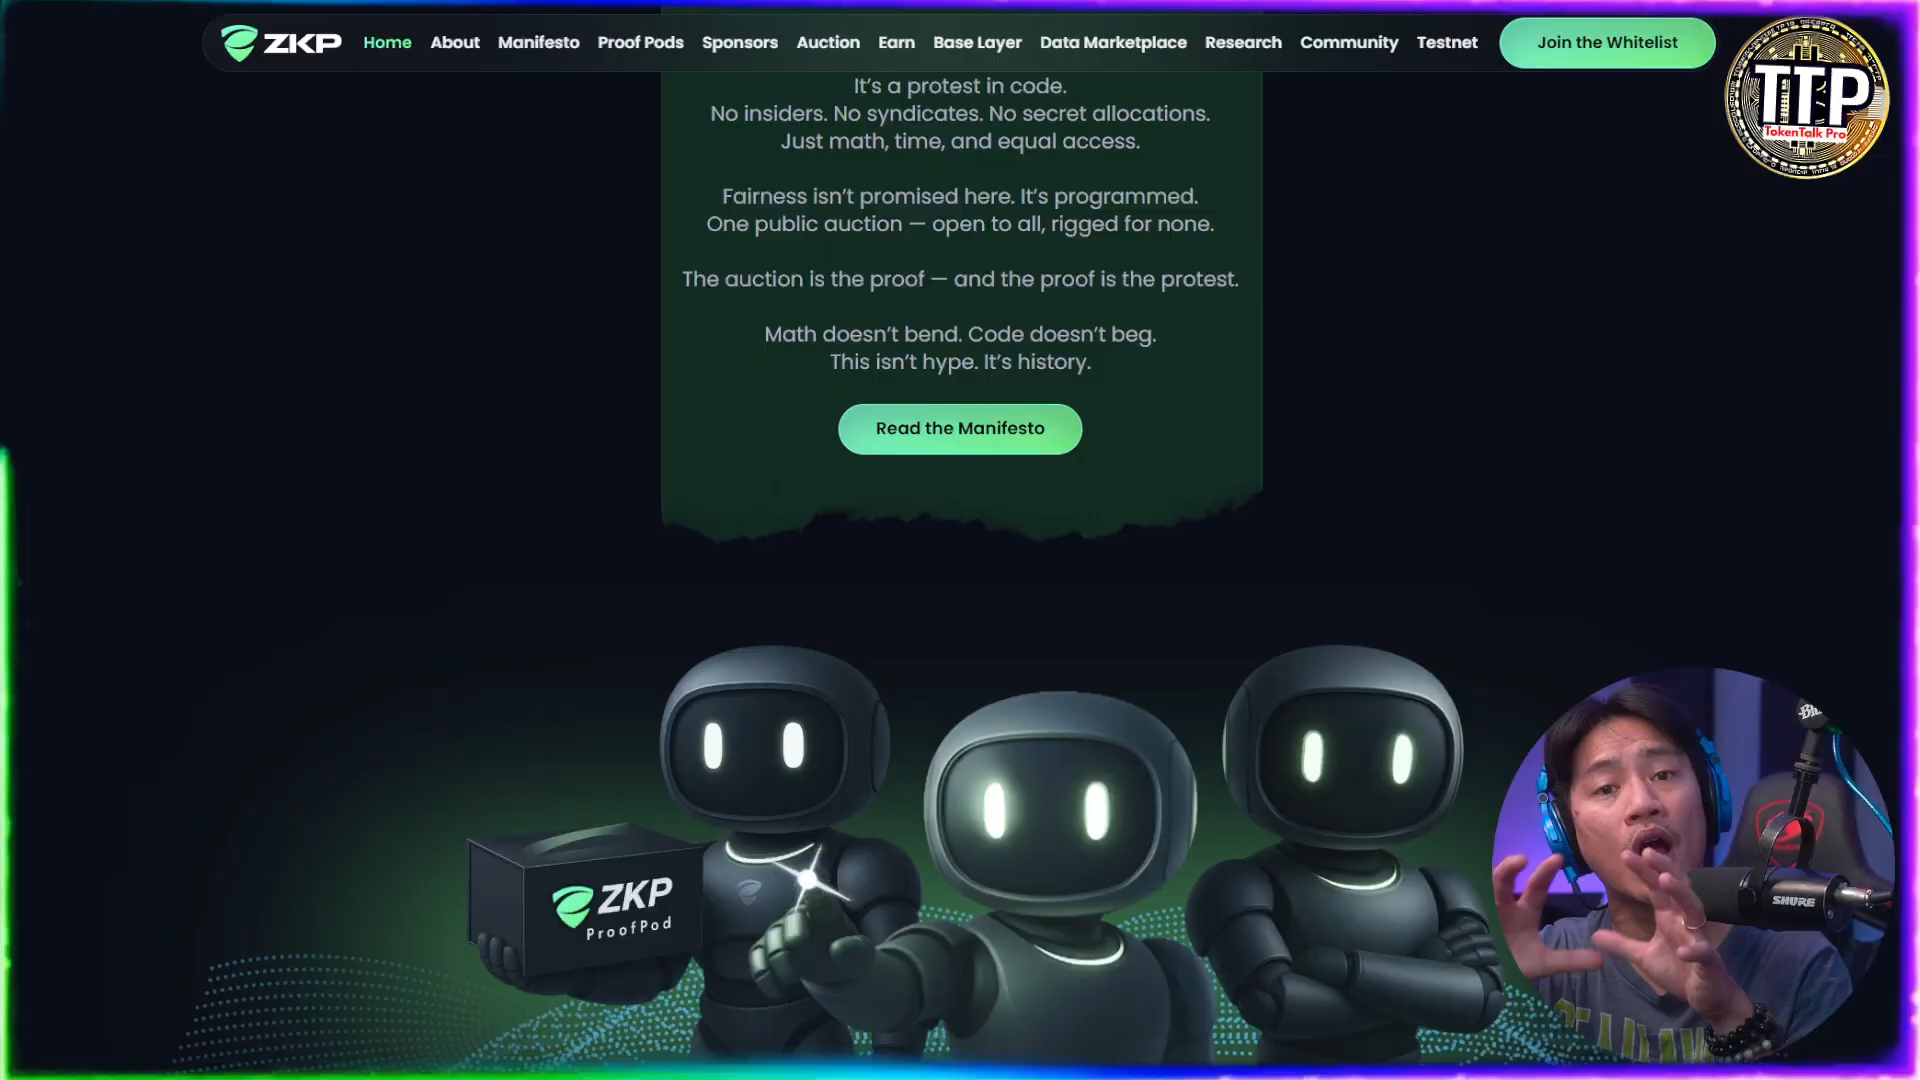 ZKP Home About Manifesto Proof Pods Sponsors Auction Earn Base Layer Data Marketplace Research Community Testnet Join the Whitelist
TTP
TokenTalk Pro
It's a protest in code.
No insiders. No syndicates. No secret allocations.
Just math, time, and equal access.
Fairness isn't promised here. It's programmed.
One public auction — open to all, rigged for none.
The auction is the proof — and the proof is the protest.
Math doesn't bend. Code doesn't beg.
This isn't hype. It's history.
Read the Manifesto
ZKP
ProofPod
SHURE